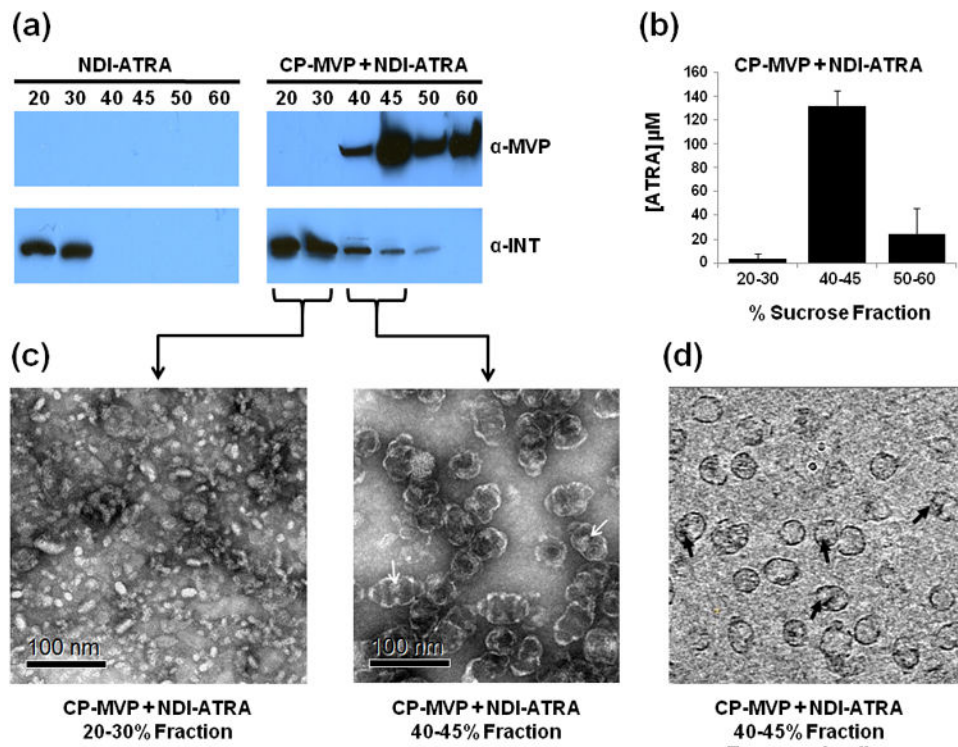 (a)
NDI-ATRA
CP-MVP + NDI-ATRA
20 30 40 45 50 60
20 30 40 45 50 60
α-MVP
α-INT
(b)
CP-MVP + NDI-ATRA
[ATRA] µM
160
140
120
100
80
60
40
20
0
20-30 40-45 50-60
% Sucrose Fraction
(c)
100 nm
CP-MVP + NDI-ATRA
20-30% Fraction
100 nm
CP-MVP + NDI-ATRA
40-45% Fraction
(d)
CP-MVP + NDI-ATRA
40-45% Fraction